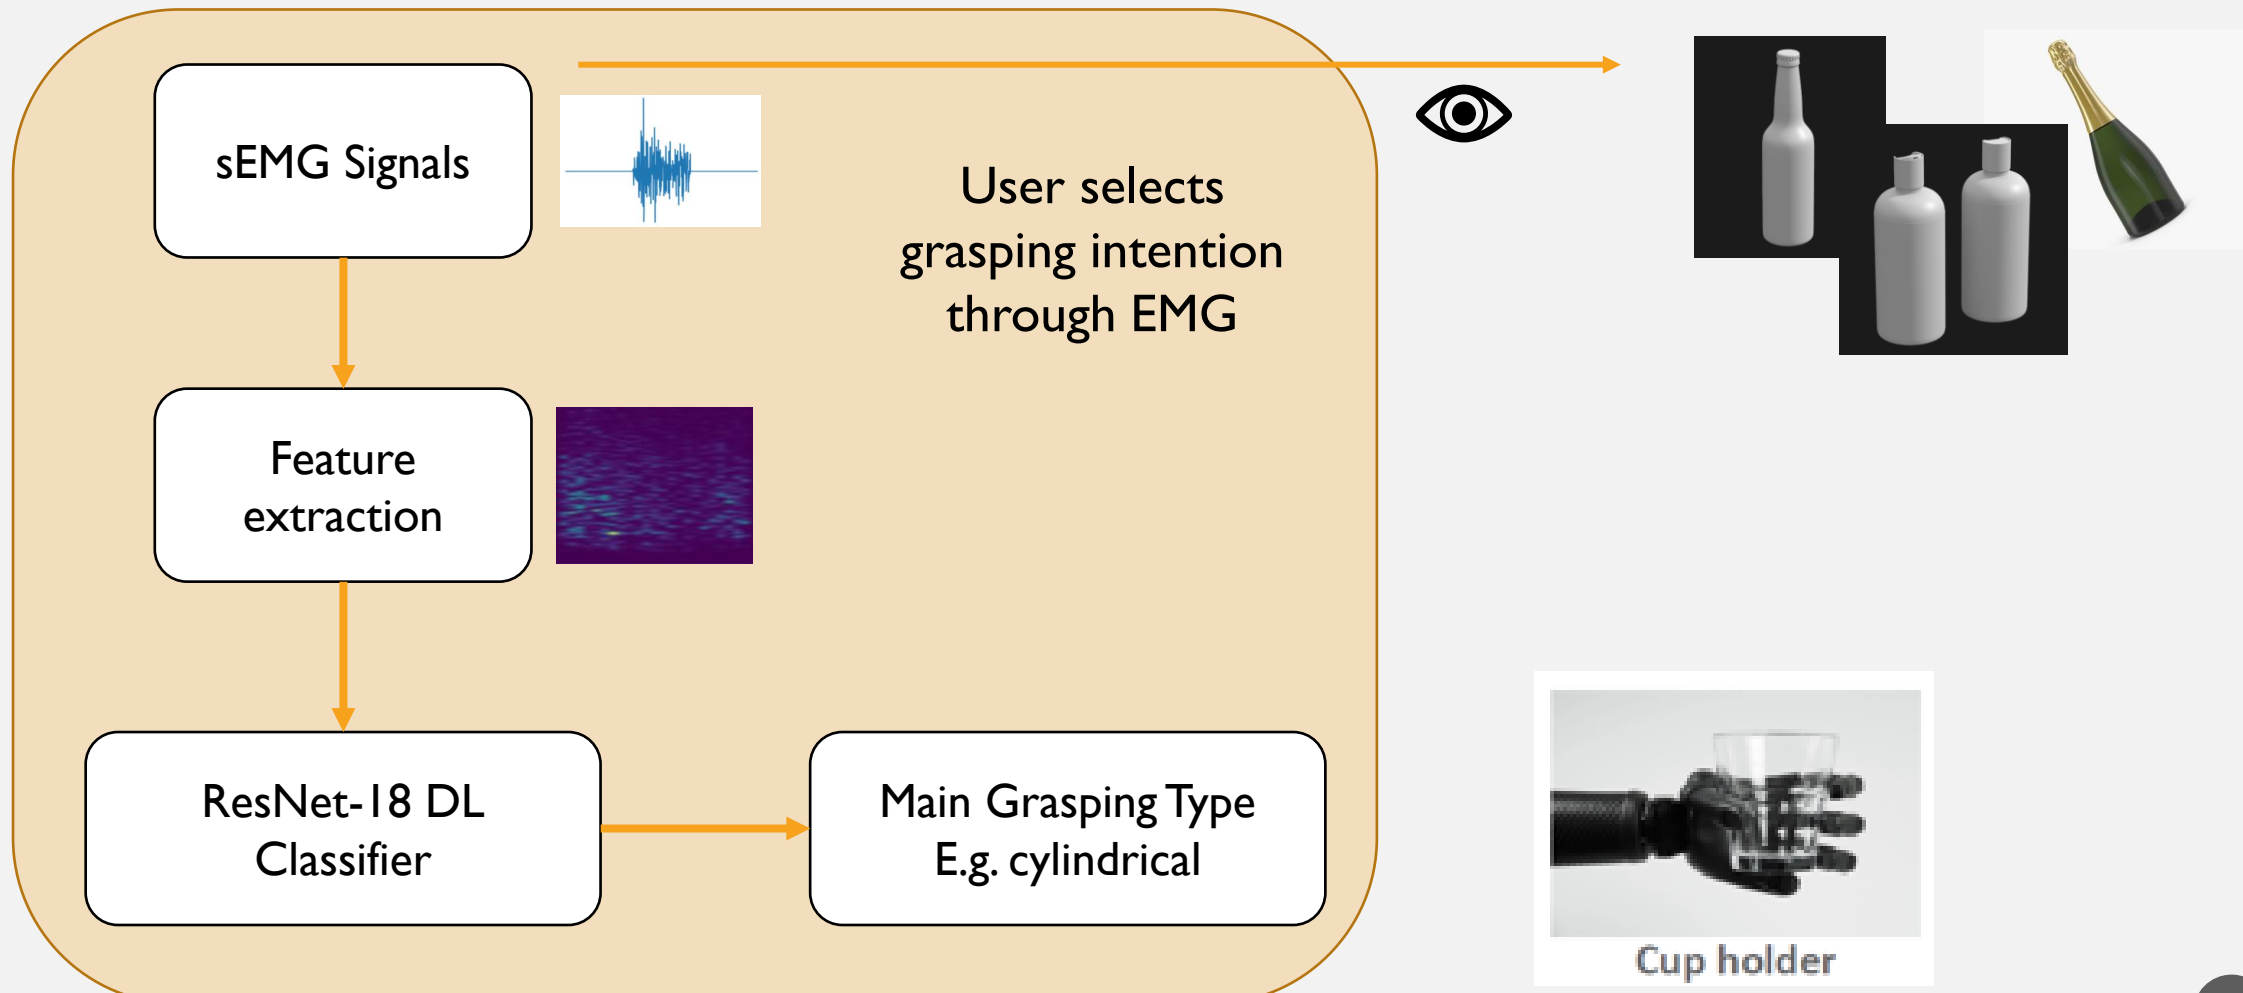 sEMG Signals
User selects
grasping intention
through EMG
Feature
extraction
ResNet-18 DL
Classifier
Main Grasping Type
E.g. cylindrical
Cup holder